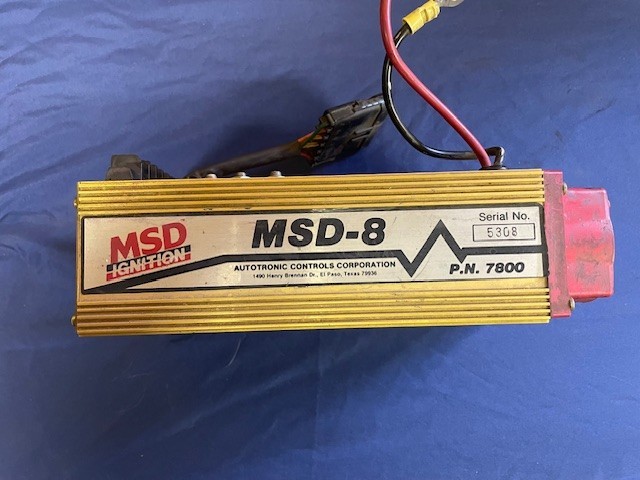 MSD
IGNITION
MSD-8
AUTOTRONIC CONTROLS CORPORATION
1490 Henry Brennan Dr., El Paso, Texas 79936
Serial No.
5308
P.N. 7800